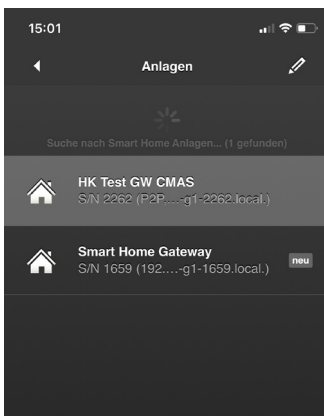 15:01
Anlagen
Suche nach Smart Home Anlagen... (1 gefunden)
HK Test GW CMAS
S/N 2262 (P2P....-g1-2262.local.)
Smart Home Gateway
S/N 1659 (192....-g1-1659.local.)
neu